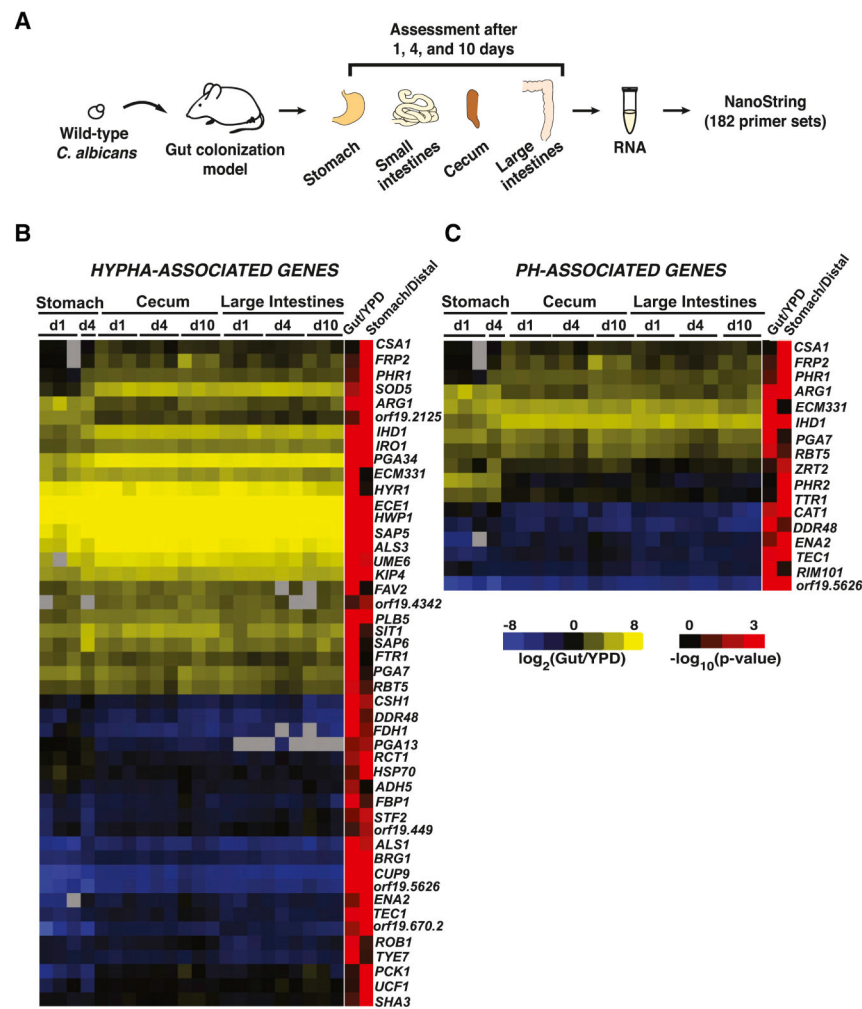 A
Assessment after
1, 4, and 10 days
Wild-type
C. albicans
Gut colonization
model
Stomach
Small
intestines
Cecum
Large
intestines
RNA
NanoString
(182 primer sets)
B
HYPHA-ASSOCIATED GENES
Stomach Cecum Large Intestines Gut/YPD Stomach/Distal
d1 d4 d1 d4 d10 d1 d4 d10
CSA1
FRP2
PHR1
SOD5
ARG1
orf19.2125
IHD1
IRO1
PGA34
ECM331
HYR1
ECE1
HWP1
SAP5
ALS3
UME6
KIP4
FAV2
orf19.4342
PLB5
SIT1
SAP6
FTR1
PGA7
RBT5
CSH1
DDR48
FDH1
PGA13
RCT1
HSP70
ADH5
FBP1
STF2
orf19.449
ALS1
BRG1
CUP9
orf19.5626
ENA2
TEC1
orf19.670.2
ROB1
TYE7
PCK1
UCF1
SHA3
C
PH-ASSOCIATED GENES
Stomach Cecum Large Intestines Gut/YPD Stomach/Distal
d1 d4 d1 d4 d10 d1 d4 d10
CSA1
FRP2
PHR1
ARG1
ECM331
IHD1
PGA7
RBT5
ZRT2
PHR2
TTR1
CAT1
DDR48
ENA2
TEC1
RIM101
orf19.5626
-8 0 8
log2(Gut/YPD)
0 3
-log10(p-value)